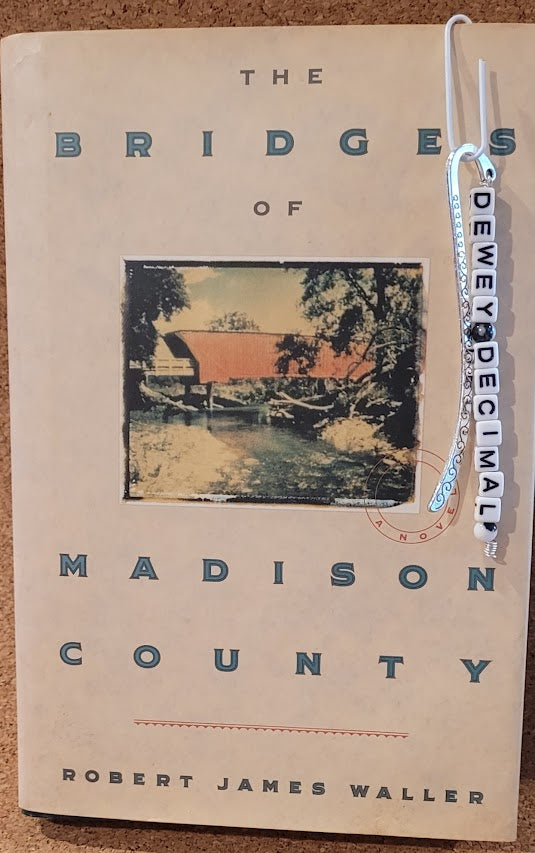 THE
BRIDGES
OF
MADISON
COUNTY
A NOVEL
ROBERT JAMES WALLER
DEWEY DECIMAL